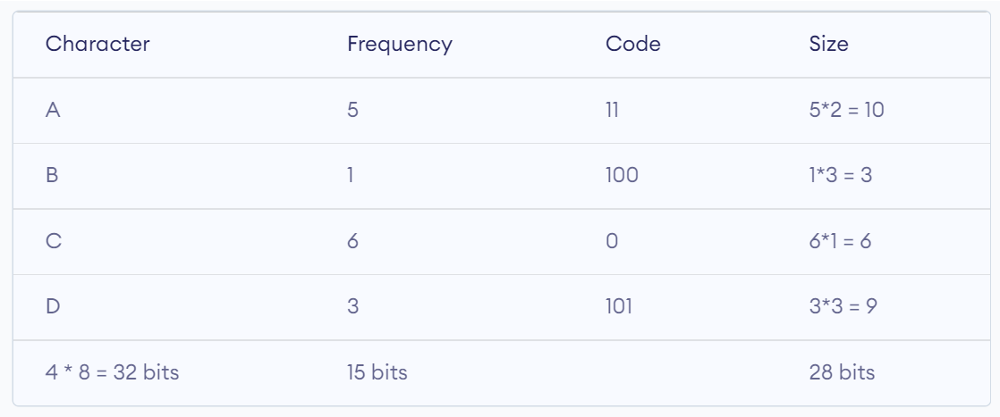 Character Frequency Code Size
A 5 11 5*2 = 10
B 1 100 1*3 = 3
C 6 0 6*1 = 6
D 3 101 3*3 = 9
4 * 8 = 32 bits 15 bits 28 bits